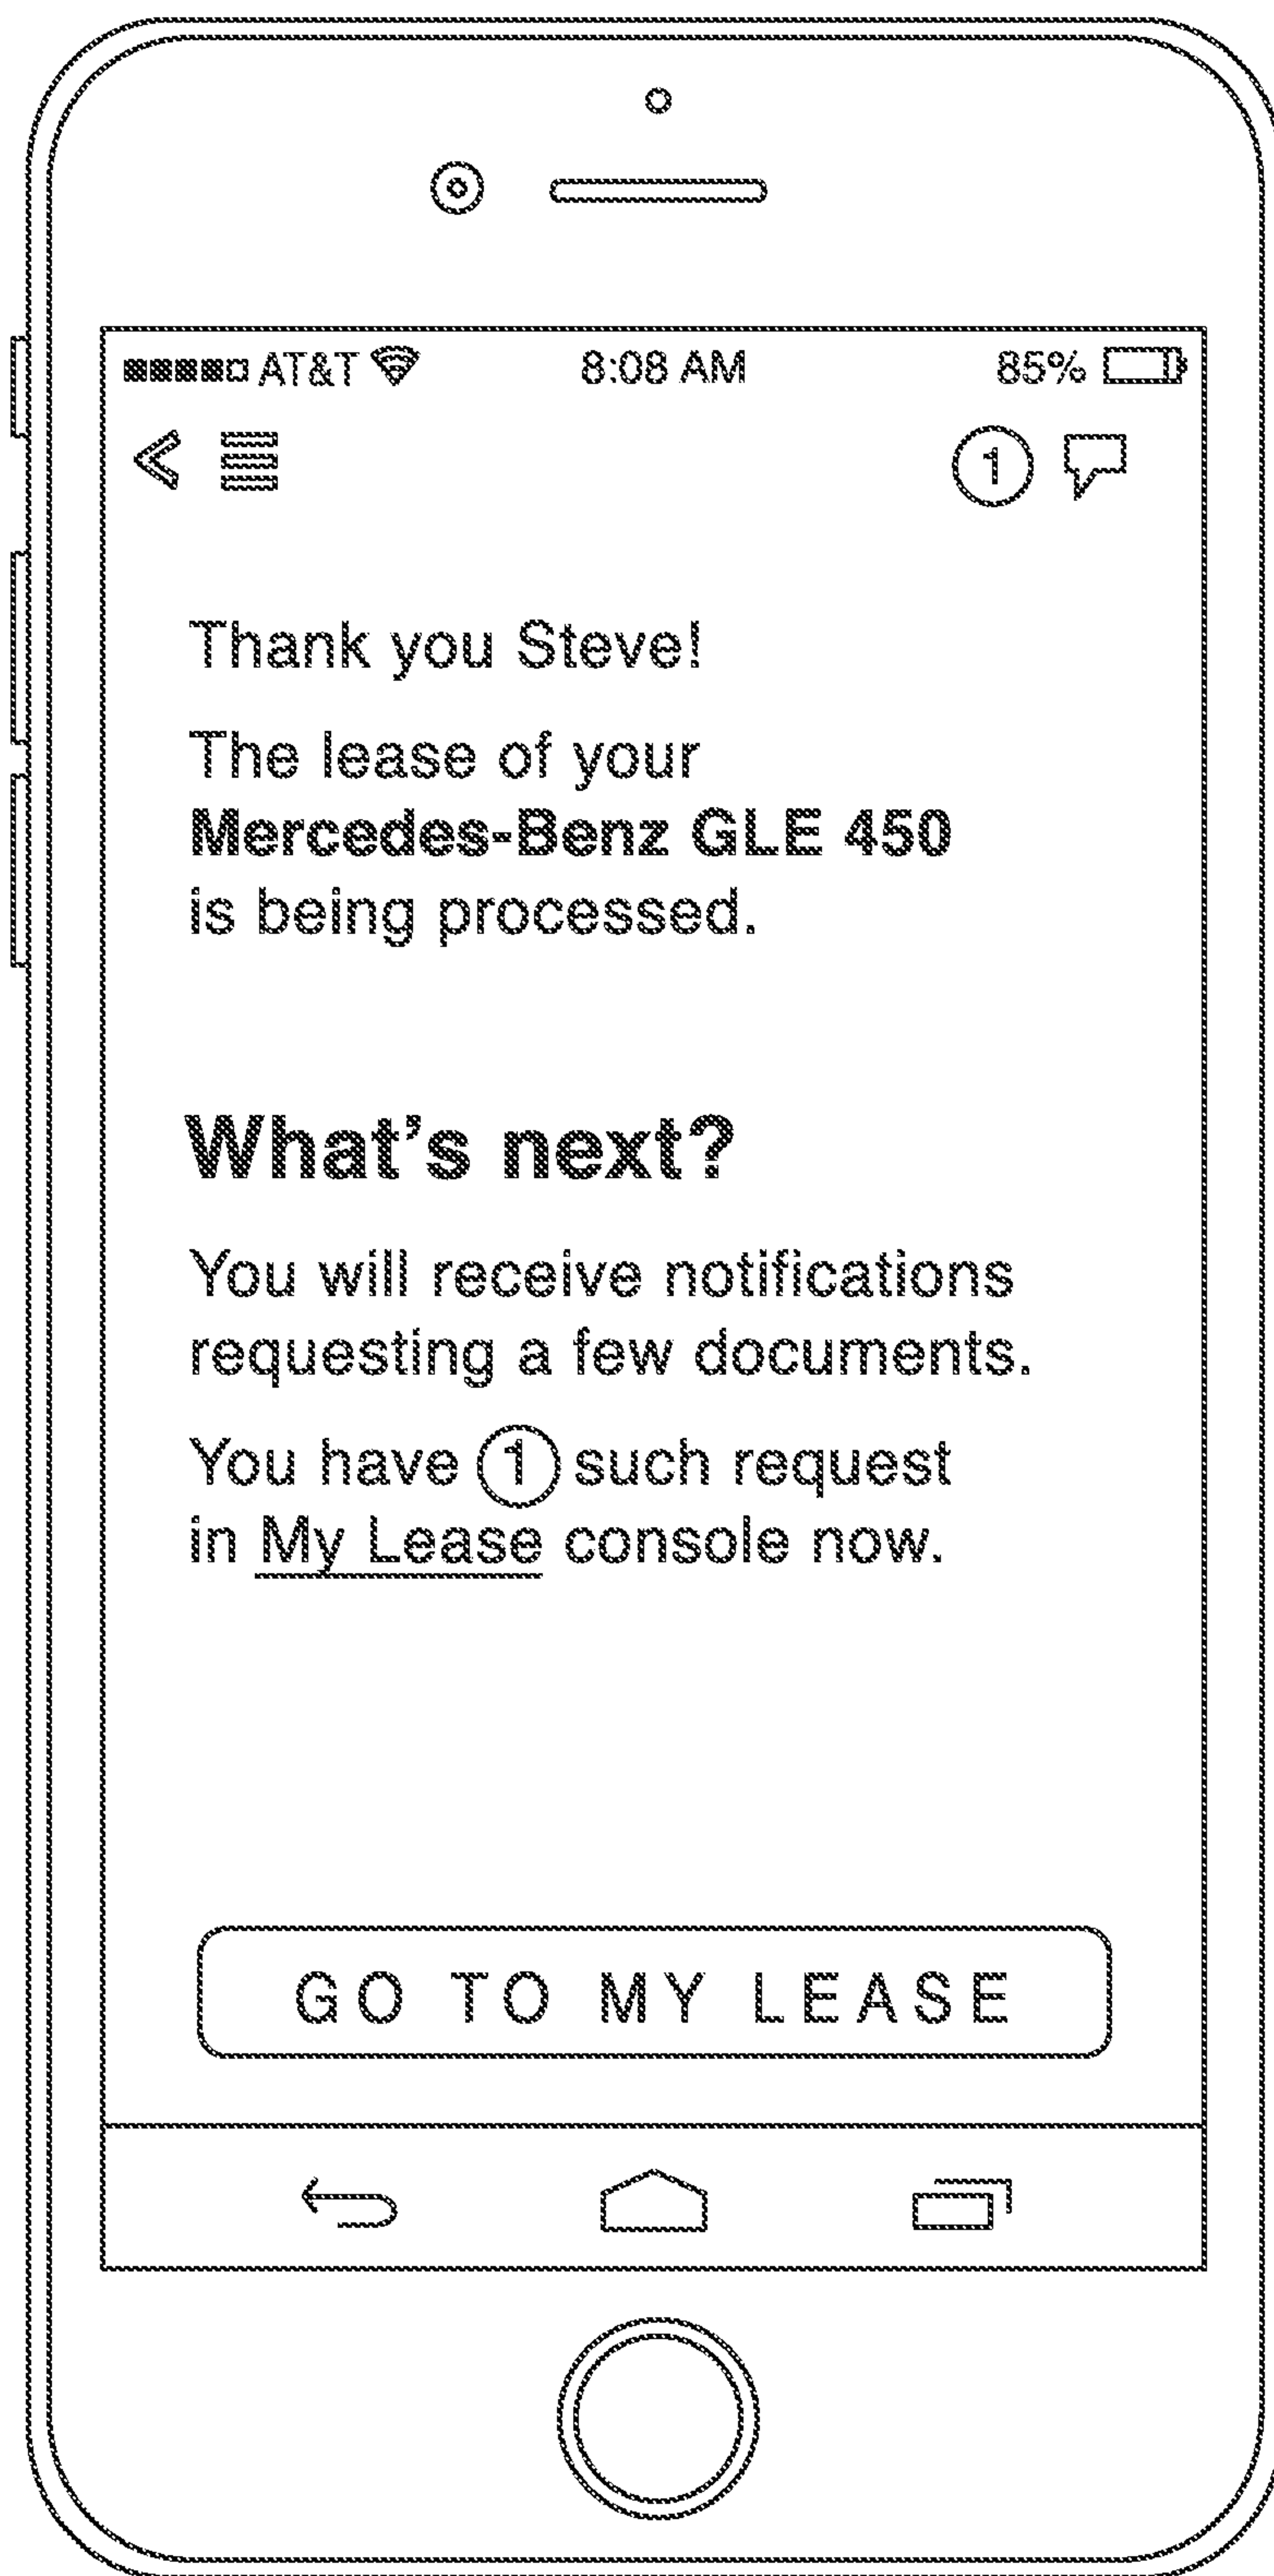 AT&T 8:08 AM 85%
1
Thank you Steve!
The lease of your
Mercedes-Benz GLE 450
is being processed.
What's next?
You will receive notifications
requesting a few documents.
You have 1 such request
in My Lease console now.
GO TO MY LEASE